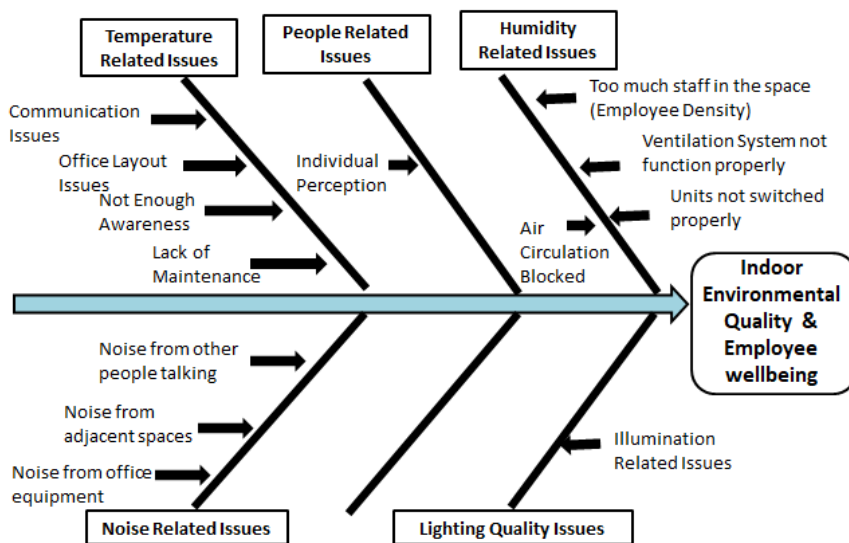 Temperature
Related Issues
People Related
Issues
Humidity
Related Issues
Communication
Issues
Office Layout
Issues
Not Enough
Awareness
Lack of
Maintenance
Individual
Perception
Too much staff in the space
(Employee Density)
Ventilation System not
function properly
Units not switched
properly
Air
Circulation
Blocked
Indoor
Environmental
Quality &
Employee
wellbeing
Noise from other
people talking
Noise from
adjacent spaces
Noise from office
equipment
Illumination
Related Issues
Noise Related Issues
Lighting Quality Issues